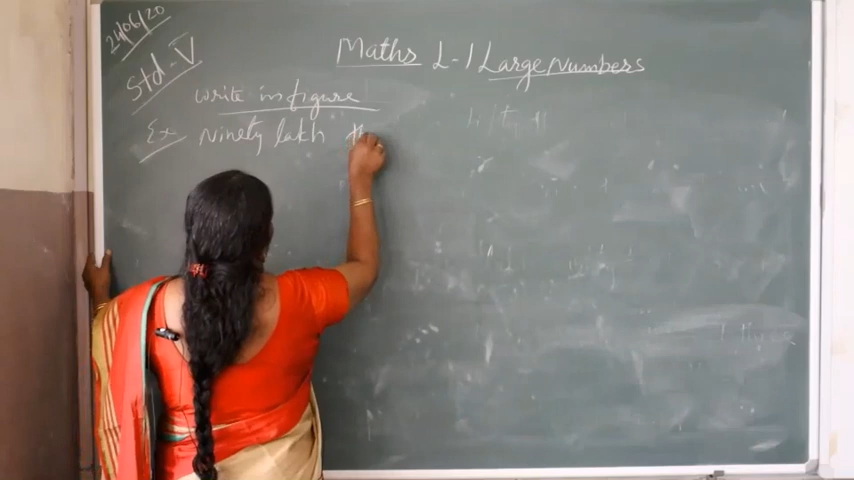 24/06/20
Std - V
Maths L-1 Large Numbers
write in figure
Ex Ninety lakh